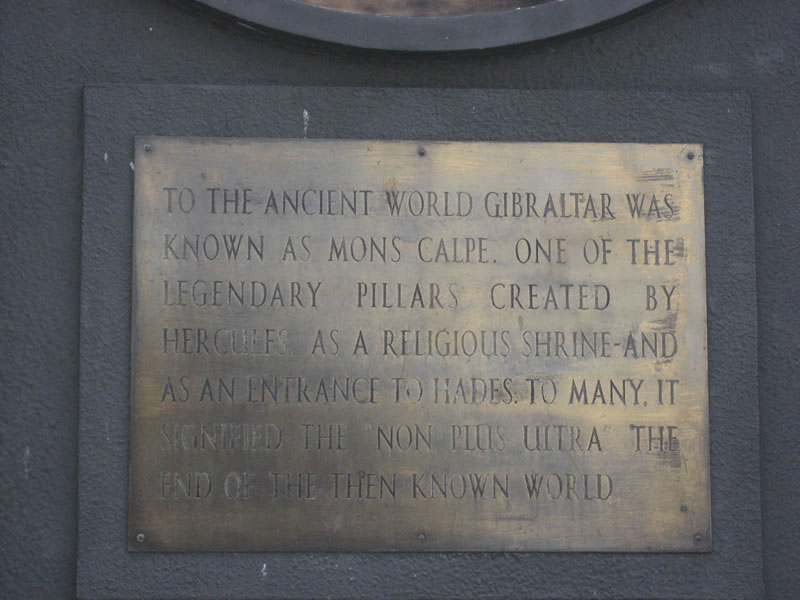 TO THE ANCIENT WORLD GIBRALTAR WAS
KNOWN AS MONS CALPE. ONE OF THE
LEGENDARY PILLARS CREATED BY
HERCULES AS A RELIGIOUS SHRINE-AND
AS AN ENTRANCE TO HADES. TO MANY, IT
SIGNIFIED THE "NON PLUS ULTRA" THE
END OF THE THEN KNOWN WORLD